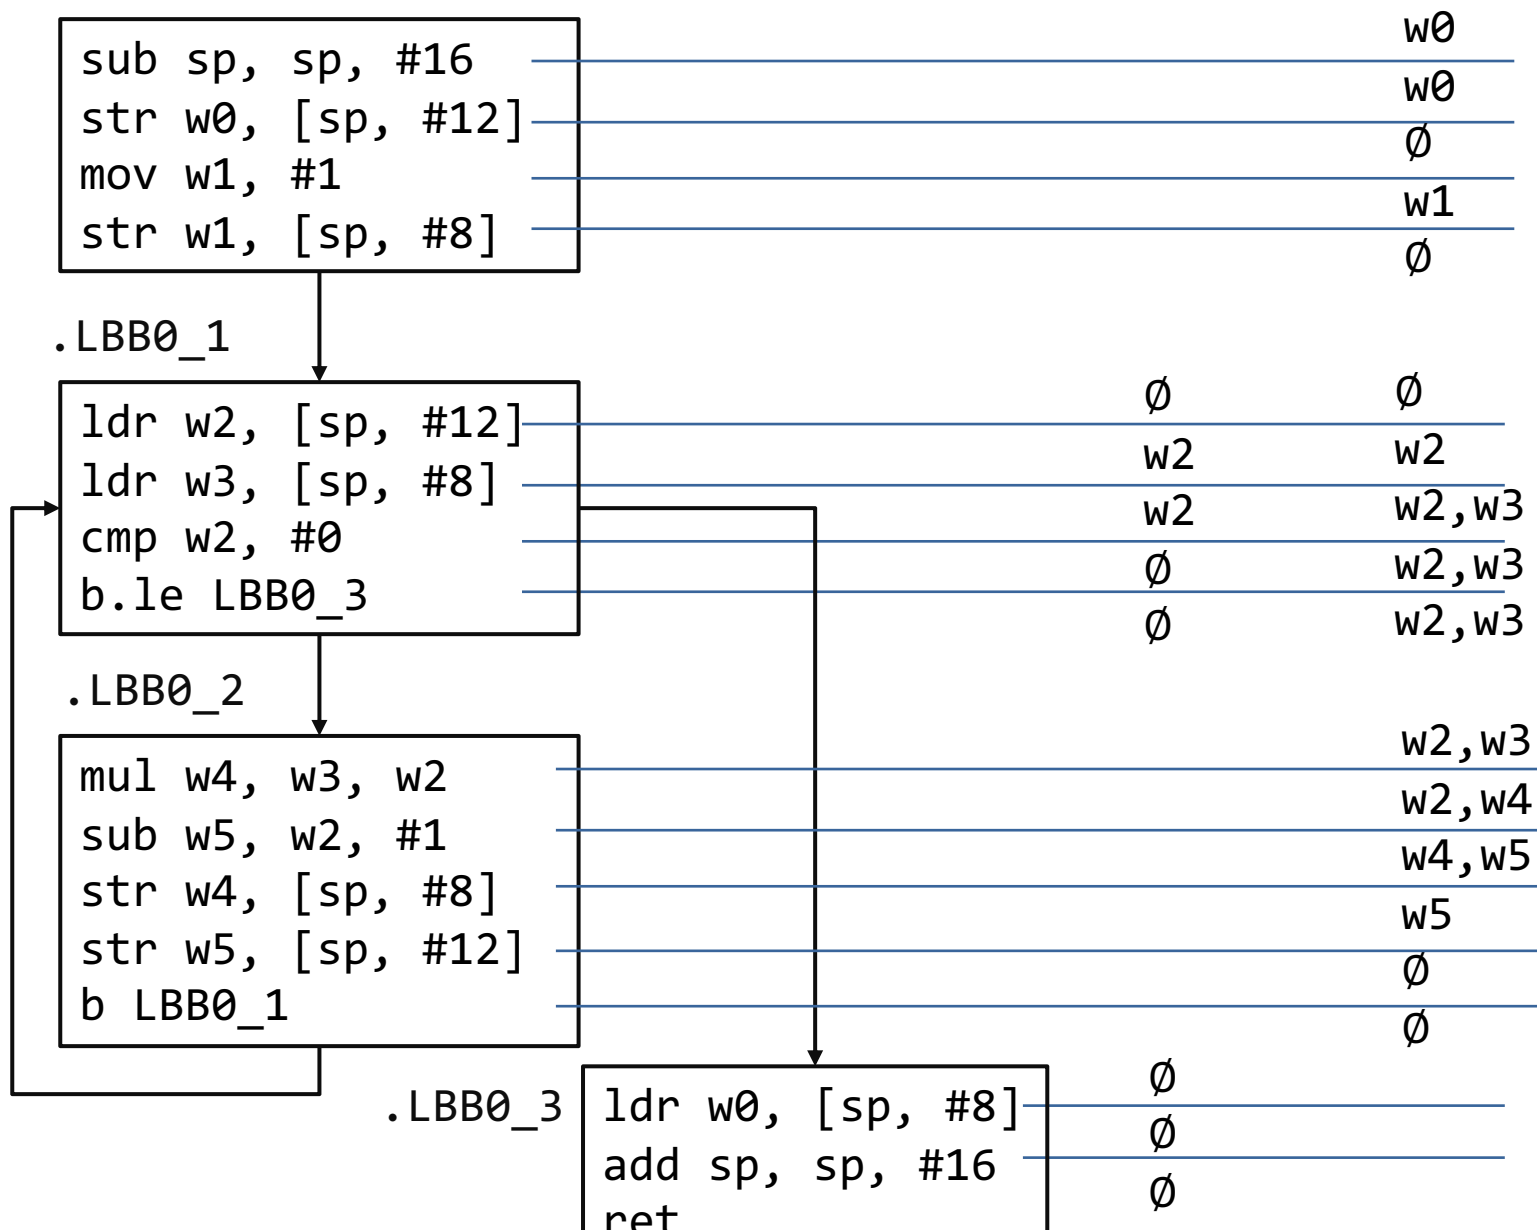 sub sp, sp, #16
str w0, [sp, #12]
mov w1, #1
str w1, [sp, #8]
w0
w0
Ø
w1
Ø
.LBB0_1
ldr w2, [sp, #12]
ldr w3, [sp, #8]
cmp w2, #0
b.le LBB0_3
Ø Ø
w2 w2
w2 w2,w3
Ø w2,w3
Ø w2,w3
.LBB0_2
mul w4, w3, w2
sub w5, w2, #1
str w4, [sp, #8]
str w5, [sp, #12]
b LBB0_1
w2,w3
w2,w4
w4,w5
w5
Ø
Ø
.LBB0_3
ldr w0, [sp, #8]
add sp, sp, #16
ret
Ø
Ø
Ø